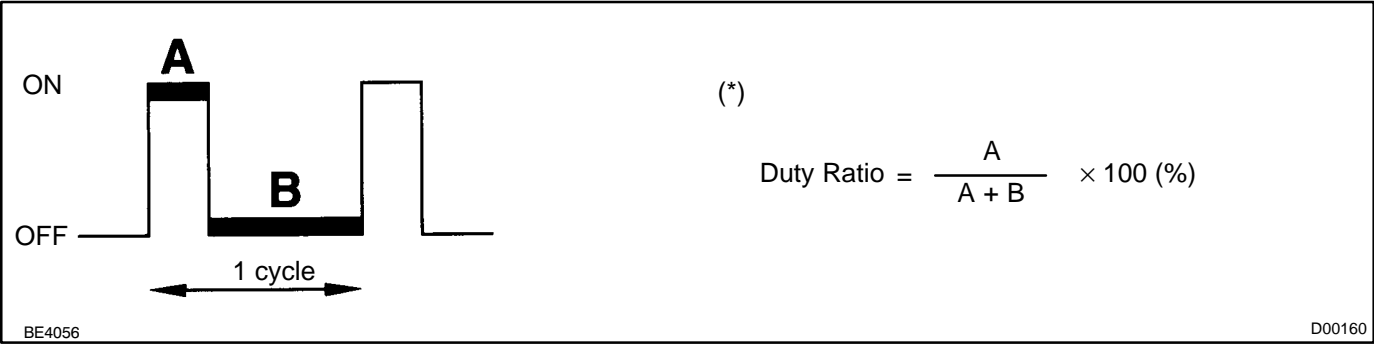 A
ON
(*)
A
Duty Ratio = ——— × 100 (%)
A + B
B
OFF
1 cycle
BE4056
D00160